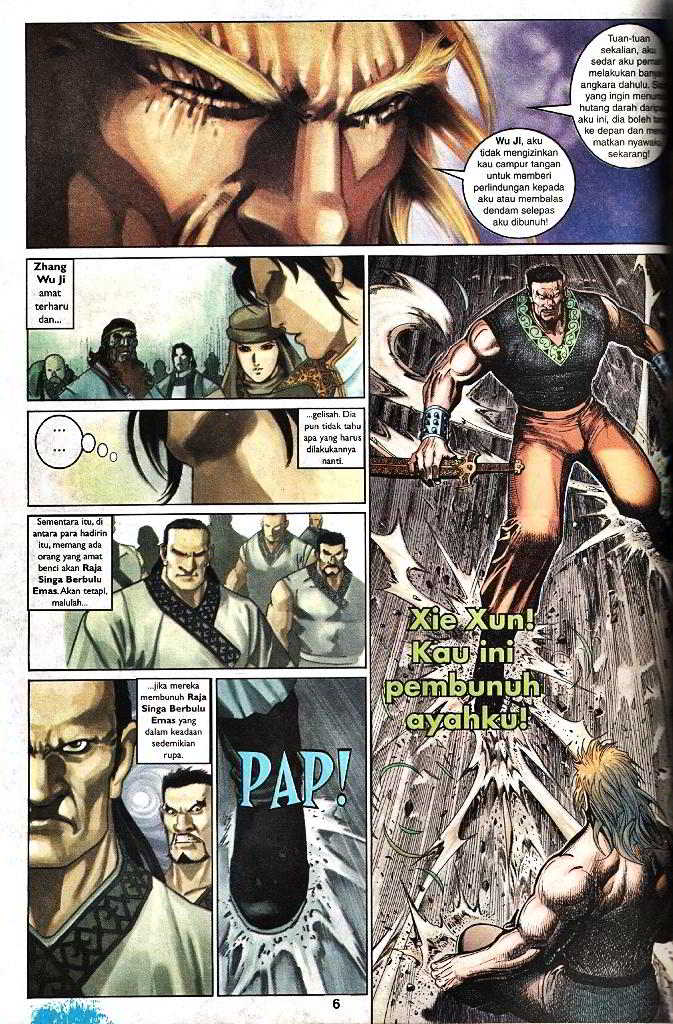 Tuan-tuan
sekalian, aku
sedar aku
melakukan
angkara dahulu.
yang ingin
hutang darah
aku ini, dia boleh
ke depan dan
matkan nyawaku
sekarang!
Wu Ji, aku
tidak mengizinkan
kau campur tangan
untuk memberi
perlindungan kepada
aku atau membalas
dendam selepas
aku dibunuh!
Zhang
Wu Ji
amat
terharu
dan...
...
...
...gelisah. Dia
pun tidak tahu
apa yang harus
dilakukannya
nanti.
Sementara itu, di
antara para hadirin
itu, memang ada
orang yang amat
benci akan Raja
Singa Berbulu
Emas. Akan tetapi,
malulah...
...jika mereka
membunuh Raja
Singa Berbulu
Emas yang
dalam keadaan
sedemikian
rupa.
PAP!
Xie Xun!
Kau ini
pembunuh
ayahku!
6